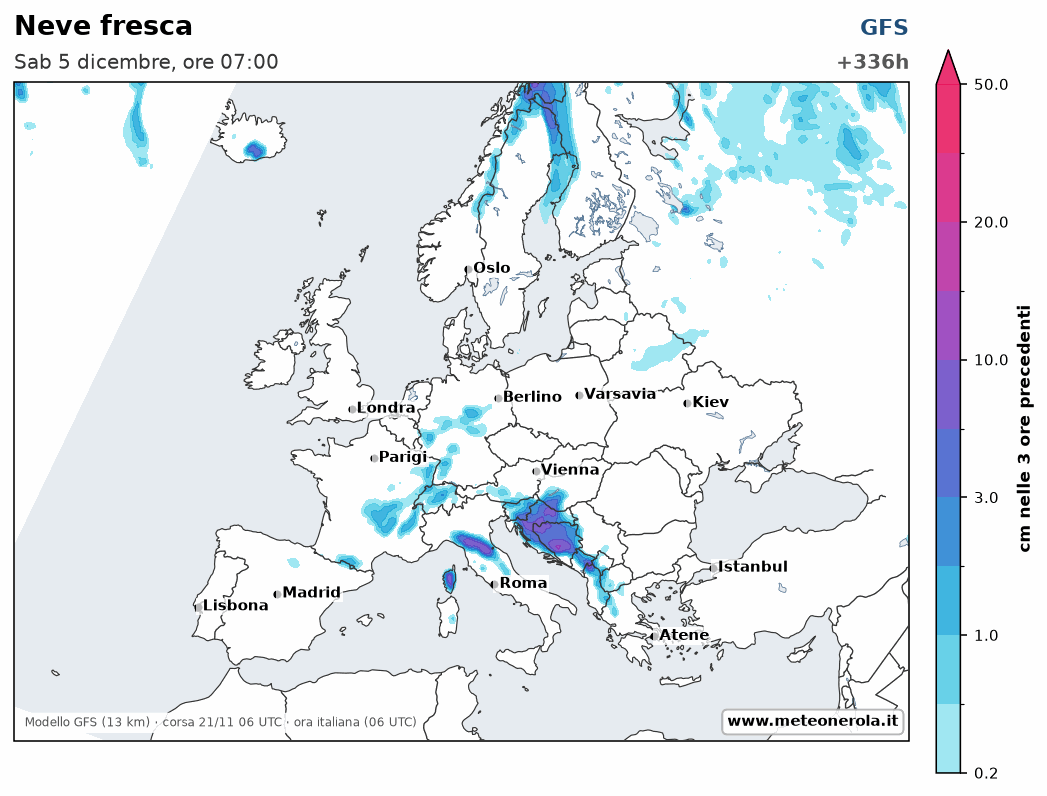 Neve fresca
GFS
Sab 5 dicembre, ore 07:00
+336h
50.0
20.0
10.0
3.0
1.0
0.2
cm nelle 3 ore precedenti
Oslo
Berlino
Varsavia
Kiev
Londra
Parigi
Vienna
Istanbul
Roma
Madrid
Lisbona
Atene
Modello GFS (13 km) · corsa 21/11 06 UTC · ora italiana (06 UTC)
www.meteonerola.it